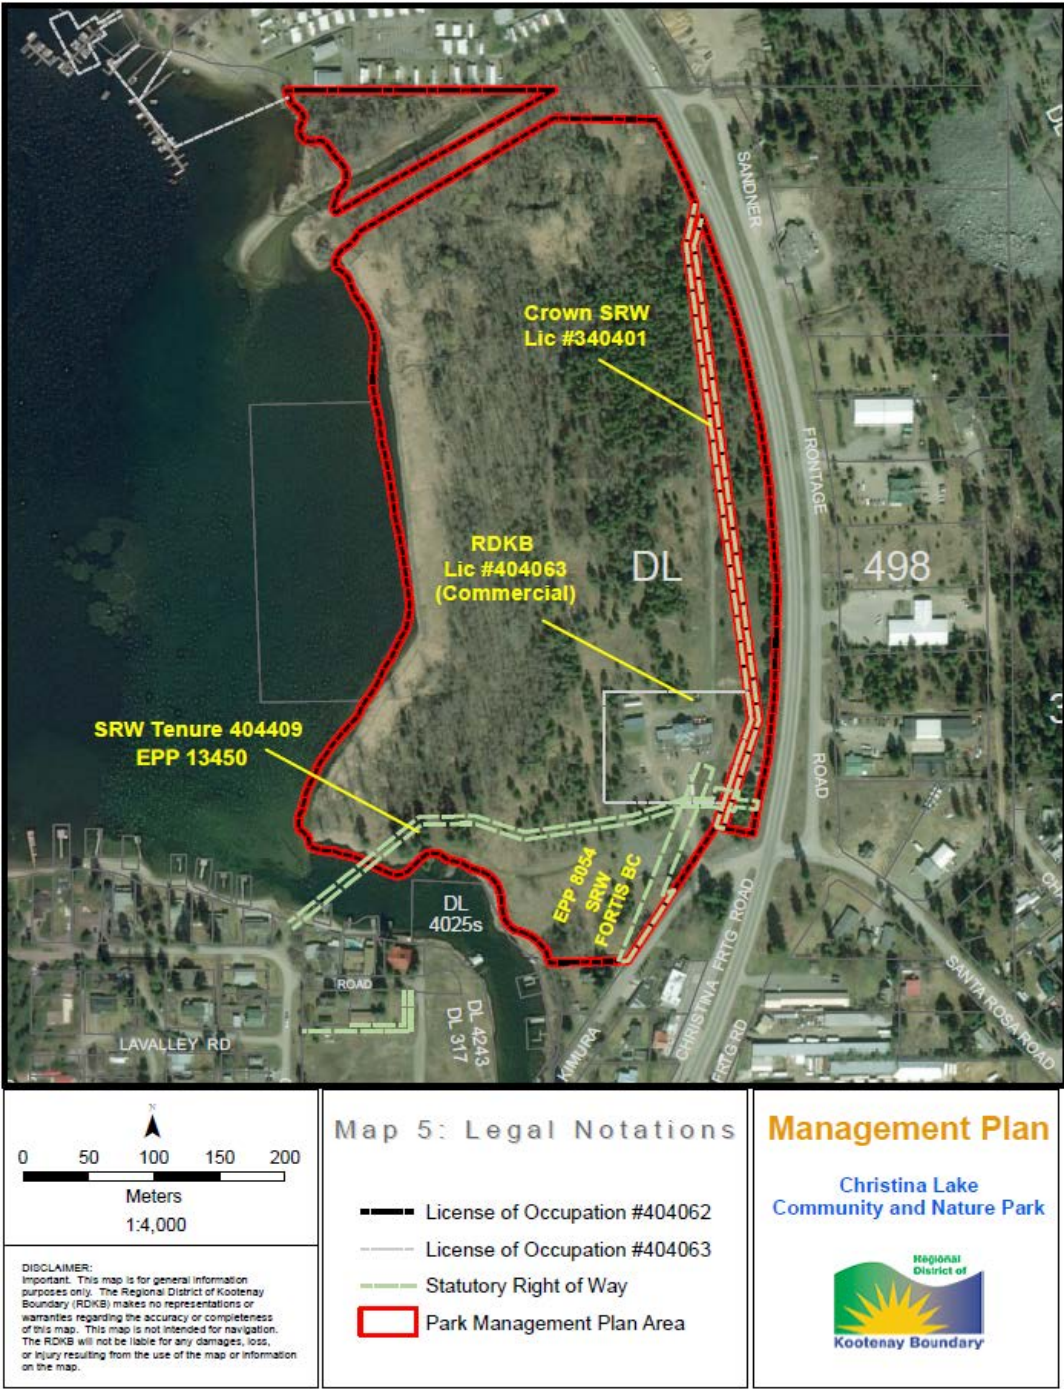 SANDNER
Crown SRW
Lic #340401
FRONTAGE
RDKB
Lic #404063
(Commercial)
DL
498
SRW Tenure 404409
EPP 13450
ROAD
EPP 8054
SRW
FORTIS BC
DL
4025s
ROAD
LAVALLEY RD
DL 4243
DL 317
KIMURA
CHRISTINA FRTG ROAD
FRTG RD
SANTA ROSA ROAD
N
0 50 100 150 200
Meters
1:4,000
DISCLAIMER:
Important. This map is for general information
purposes only. The Regional District of Kootenay
Boundary (RDKB) makes no representations or
warranties regarding the accuracy or completeness
of this map. This map is not intended for navigation.
The RDKB will not be liable for any damages, loss,
or injury resulting from the use of the map or information
on the map.
Map 5: Legal Notations
License of Occupation #404062
License of Occupation #404063
Statutory Right of Way
Park Management Plan Area
Management Plan
Christina Lake
Community and Nature Park
Regional
District of
Kootenay Boundary